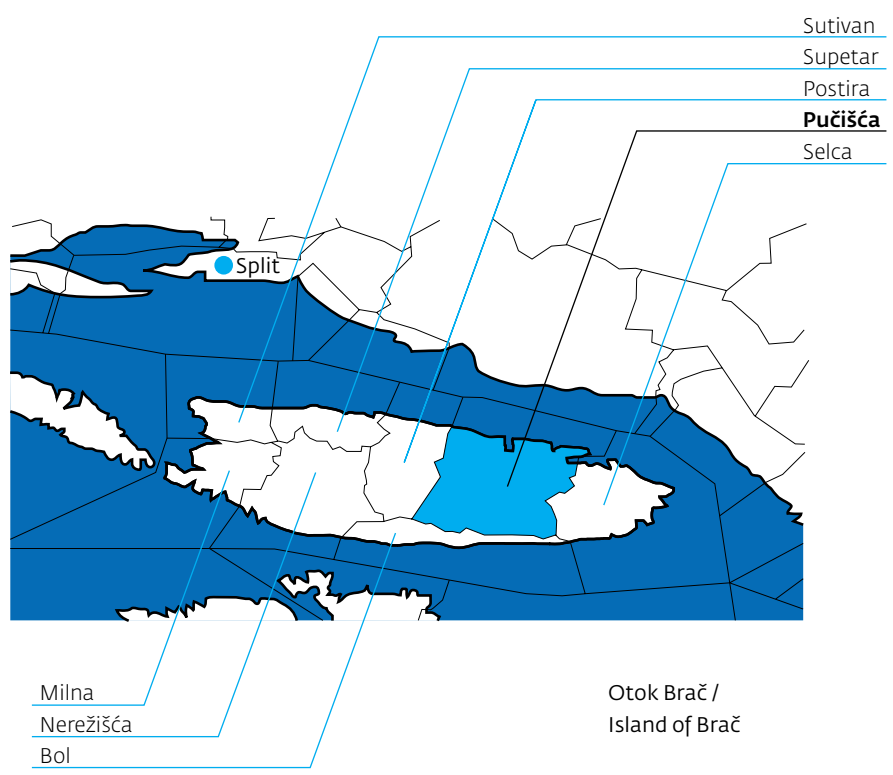 Sutivan
Supetar
Postira
Pučišća
Selca
Split
Milna
Nerežišća
Bol
Otok Brač /
Island of Brač